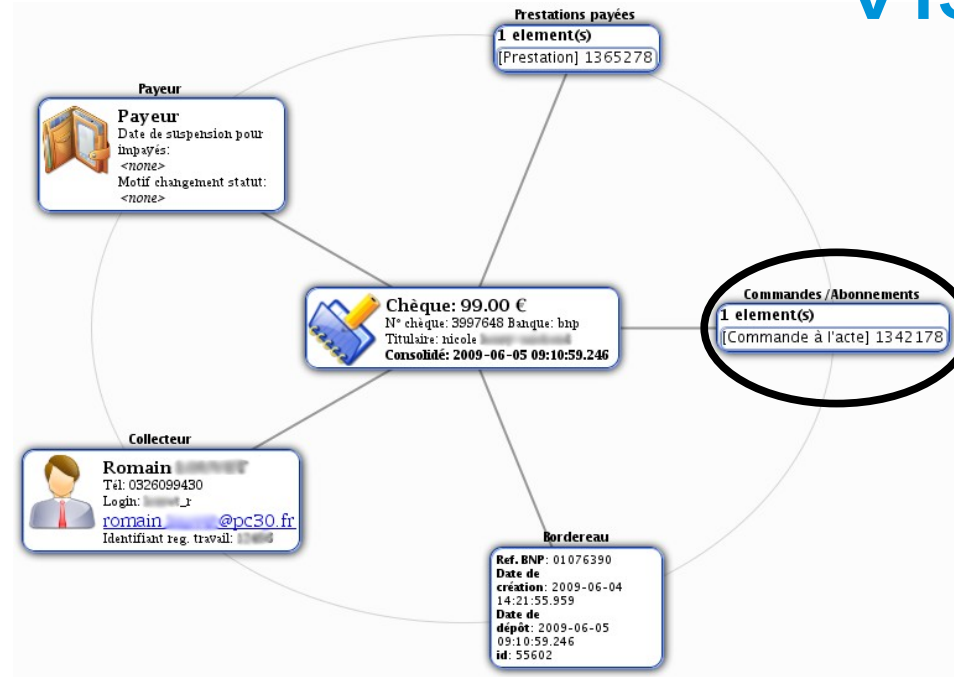 Prestations payées
1 element(s)
[Prestation] 1365278
Payeur
Payeur
Date de suspension pour
impayés:
<none>
Motif changement statut:
<none>
Chèque: 99.00 €
N° chèque: 3997648 Banque: bnp
Titulaire: nicole
Consolidé: 2009-06-05 09:10:59.246
Commandes /Abonnements
1 element(s)
[Commande à l'acte] 1342178
Collecteur
Romain
Tél: 0326099430
Login: _r
romain @pc30.fr
Identifiant reg. travail:
Bordereau
Ref. BNP: 01076390
Date de
création: 2009-06-04
14:21:55.959
Date de
dépôt: 2009-06-05
09:10:59.246
id: 55602